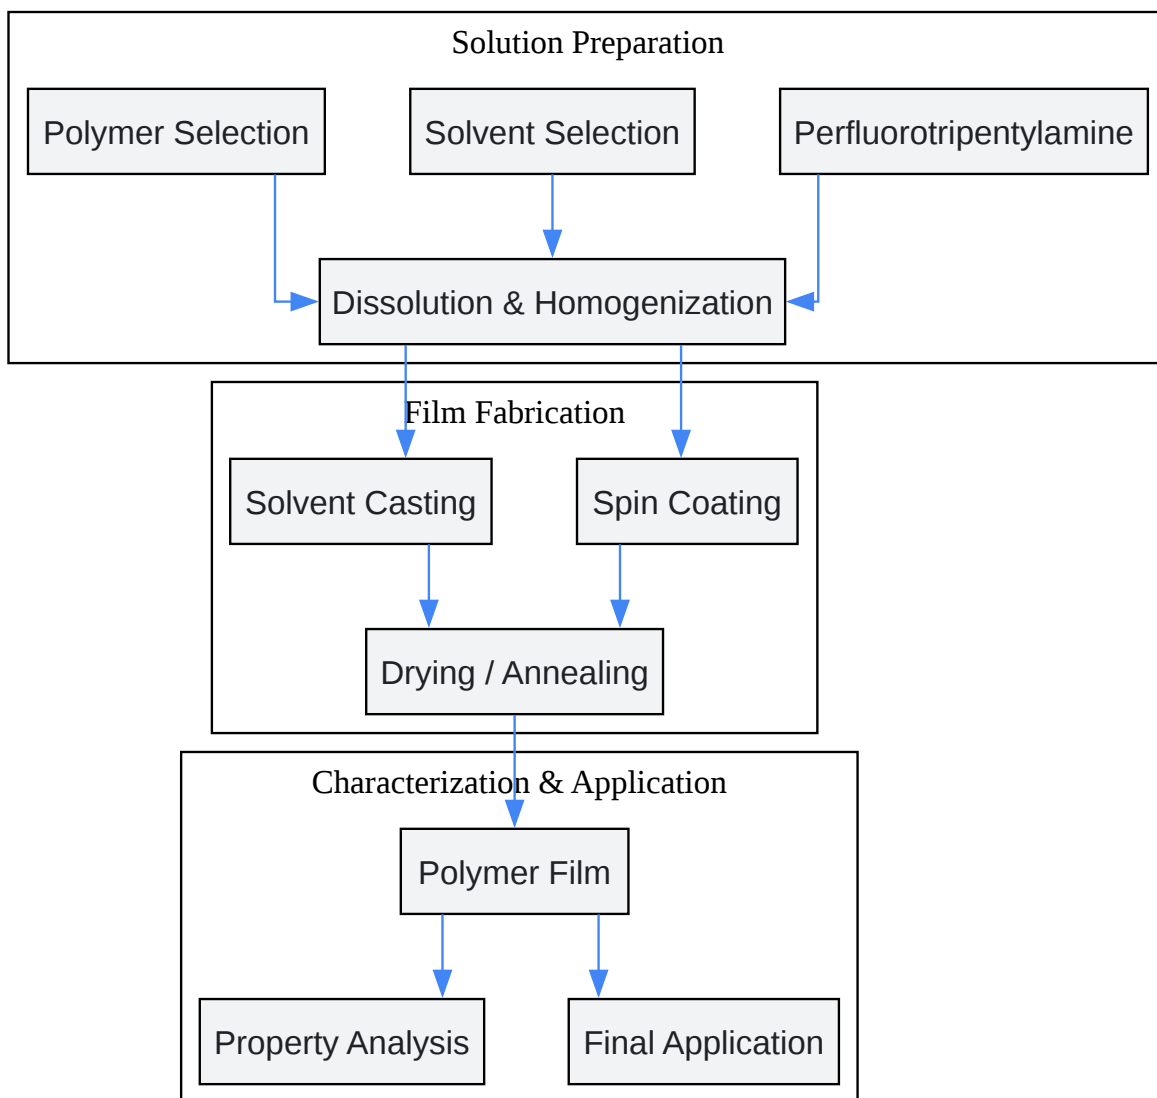 Solution Preparation
Polymer Selection
Solvent Selection
Perfluorotripentylamine
Dissolution & Homogenization
Film Fabrication
Solvent Casting
Spin Coating
Drying / Annealing
Characterization & Application
Polymer Film
Property Analysis
Final Application